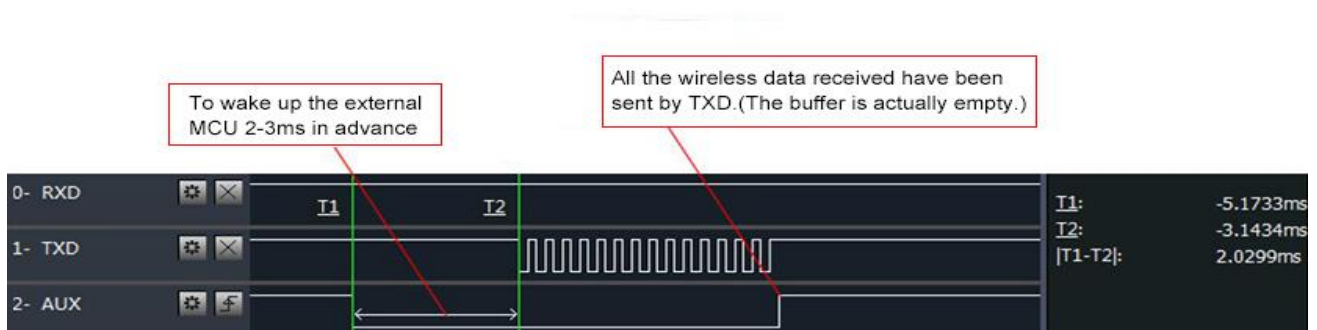 To wake up the external
MCU 2-3ms in advance
All the wireless data received have been
sent by TXD.(The buffer is actually empty.)
0- RXD
T1
T2
1- TXD
2- AUX
T1: -5.1733ms
T2: -3.1434ms
|T1-T2|: 2.0299ms